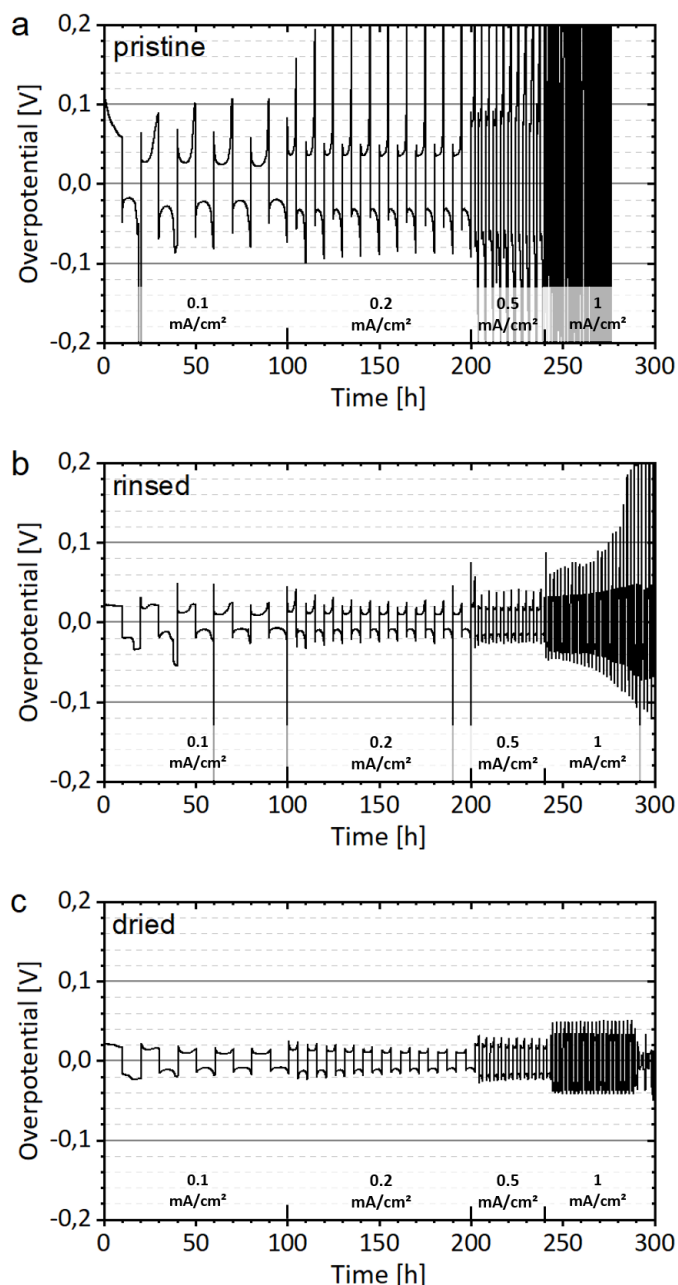 a
pristine
0,2
0,1
0,0
-0,1
-0,2
Overpotential [V]
0.1 0.2 0.5 1
mA/cm² mA/cm² mA/cm² mA/cm²
0 50 100 150 200 250 300
Time [h]
b
rinsed
0,2
0,1
0,0
-0,1
-0,2
Overpotential [V]
0.1 0.2 0.5 1
mA/cm² mA/cm² mA/cm² mA/cm²
0 50 100 150 200 250 300
Time [h]
c
dried
0,2
0,1
0,0
-0,1
-0,2
Overpotential [V]
0.1 0.2 0.5 1
mA/cm² mA/cm² mA/cm² mA/cm²
0 50 100 150 200 250 300
Time [h]